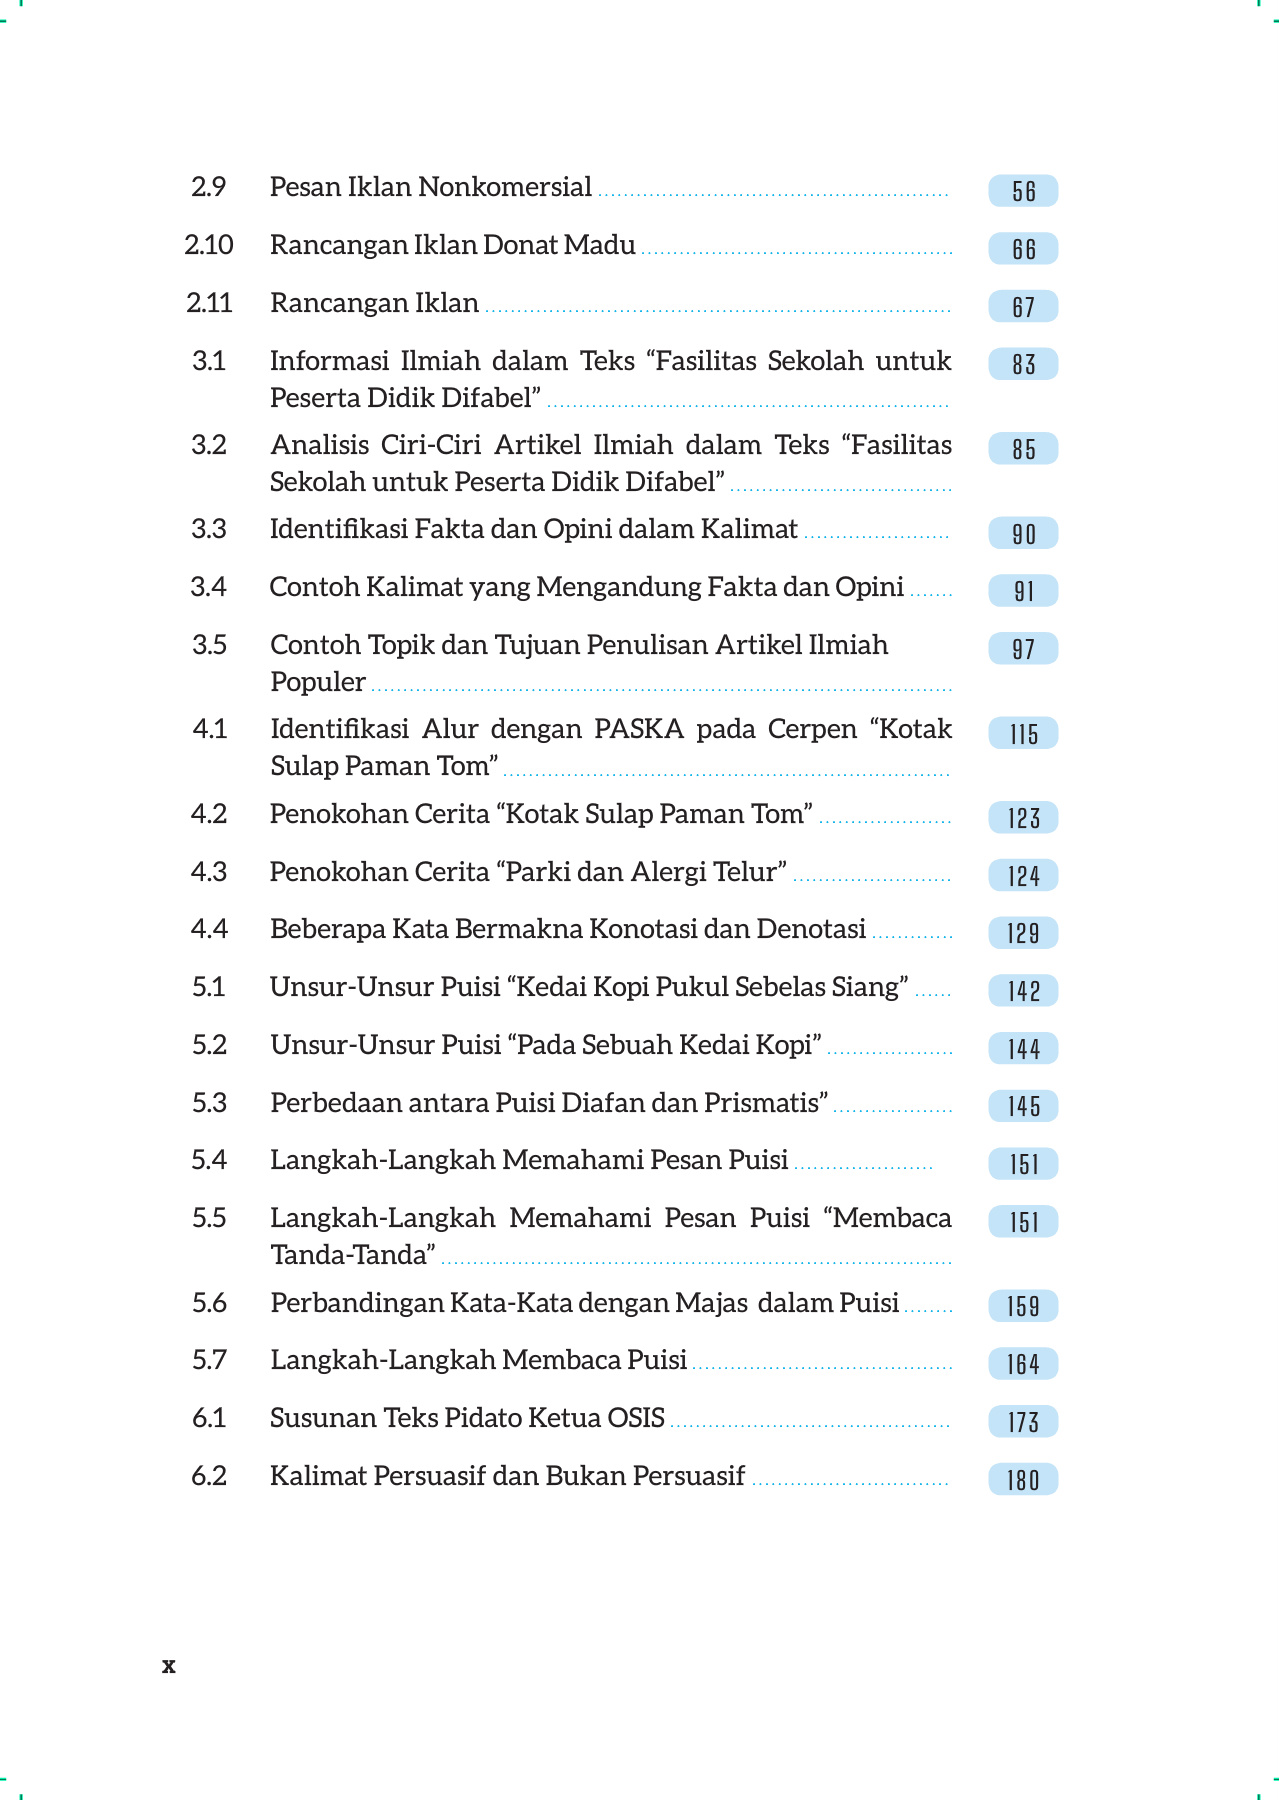 2.9 Pesan Iklan Nonkomersial 56
2.10 Rancangan Iklan Donat Madu 66
2.11 Rancangan Iklan 67
3.1 Informasi Ilmiah dalam Teks “Fasilitas Sekolah untuk 83
Peserta Didik Difabel”
3.2 Analisis Ciri-Ciri Artikel Ilmiah dalam Teks “Fasilitas 85
Sekolah untuk Peserta Didik Difabel”
3.3 Identifikasi Fakta dan Opini dalam Kalimat 90
3.4 Contoh Kalimat yang Mengandung Fakta dan Opini 91
3.5 Contoh Topik dan Tujuan Penulisan Artikel Ilmiah 97
Populer
4.1 Identifikasi Alur dengan PASKA pada Cerpen “Kotak 115
Sulap Paman Tom”
4.2 Penokohan Cerita “Kotak Sulap Paman Tom” 123
4.3 Penokohan Cerita “Parki dan Alergi Telur” 124
4.4 Beberapa Kata Bermakna Konotasi dan Denotasi 129
5.1 Unsur-Unsur Puisi “Kedai Kopi Pukul Sebelas Siang” 142
5.2 Unsur-Unsur Puisi “Pada Sebuah Kedai Kopi” 144
5.3 Perbedaan antara Puisi Diafan dan Prismatis” 145
5.4 Langkah-Langkah Memahami Pesan Puisi 151
5.5 Langkah-Langkah Memahami Pesan Puisi “Membaca 151
Tanda-Tanda”
5.6 Perbandingan Kata-Kata dengan Majas dalam Puisi 159
5.7 Langkah-Langkah Membaca Puisi 164
6.1 Susunan Teks Pidato Ketua OSIS 173
6.2 Kalimat Persuasif dan Bukan Persuasif 180
x